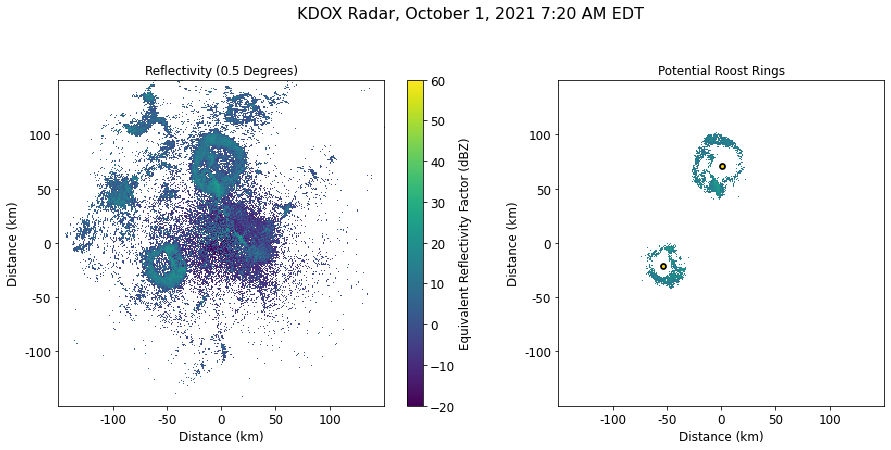 KDOX Radar, October 1, 2021 7:20 AM EDT
Reflectivity (0.5 Degrees)
Distance (km)
100
50
0
-50
-100
-100 -50 0 50 100
Distance (km)
60
50
40
30
20
10
0
−10
−20
Equivalent Reflectivity Factor (dBZ)
Potential Roost Rings
Distance (km)
100
50
0
-50
-100
-100 -50 0 50 100
Distance (km)